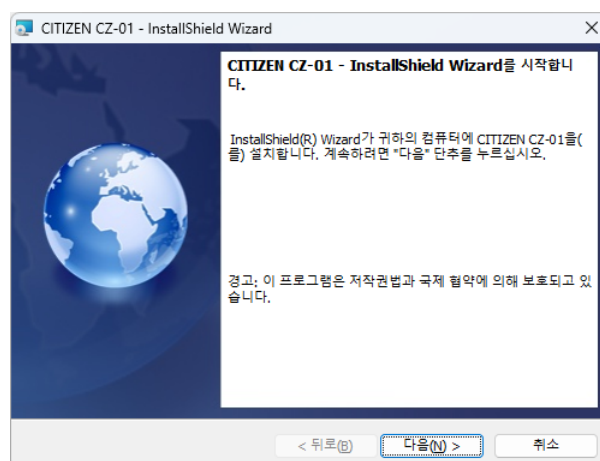 CITIZEN CZ-01 - InstallShield Wizard
CITIZEN CZ-01 - InstallShield Wizard를 시작합니
다.
InstallShield(R) Wizard가 귀하의 컴퓨터에 CITIZEN CZ-01을(
를) 설치합니다. 계속하려면 "다음" 단추를 누르십시오.
경고: 이 프로그램은 저작권법과 국제 협약에 의해 보호되고 있
습니다.
< 뒤로(B) 다음(N) > 취소